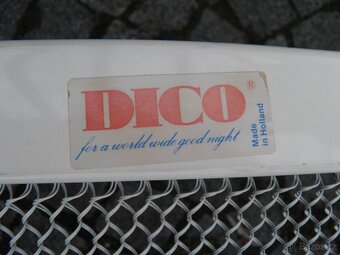 DICO®
for a world wide good night
Made
in Holland